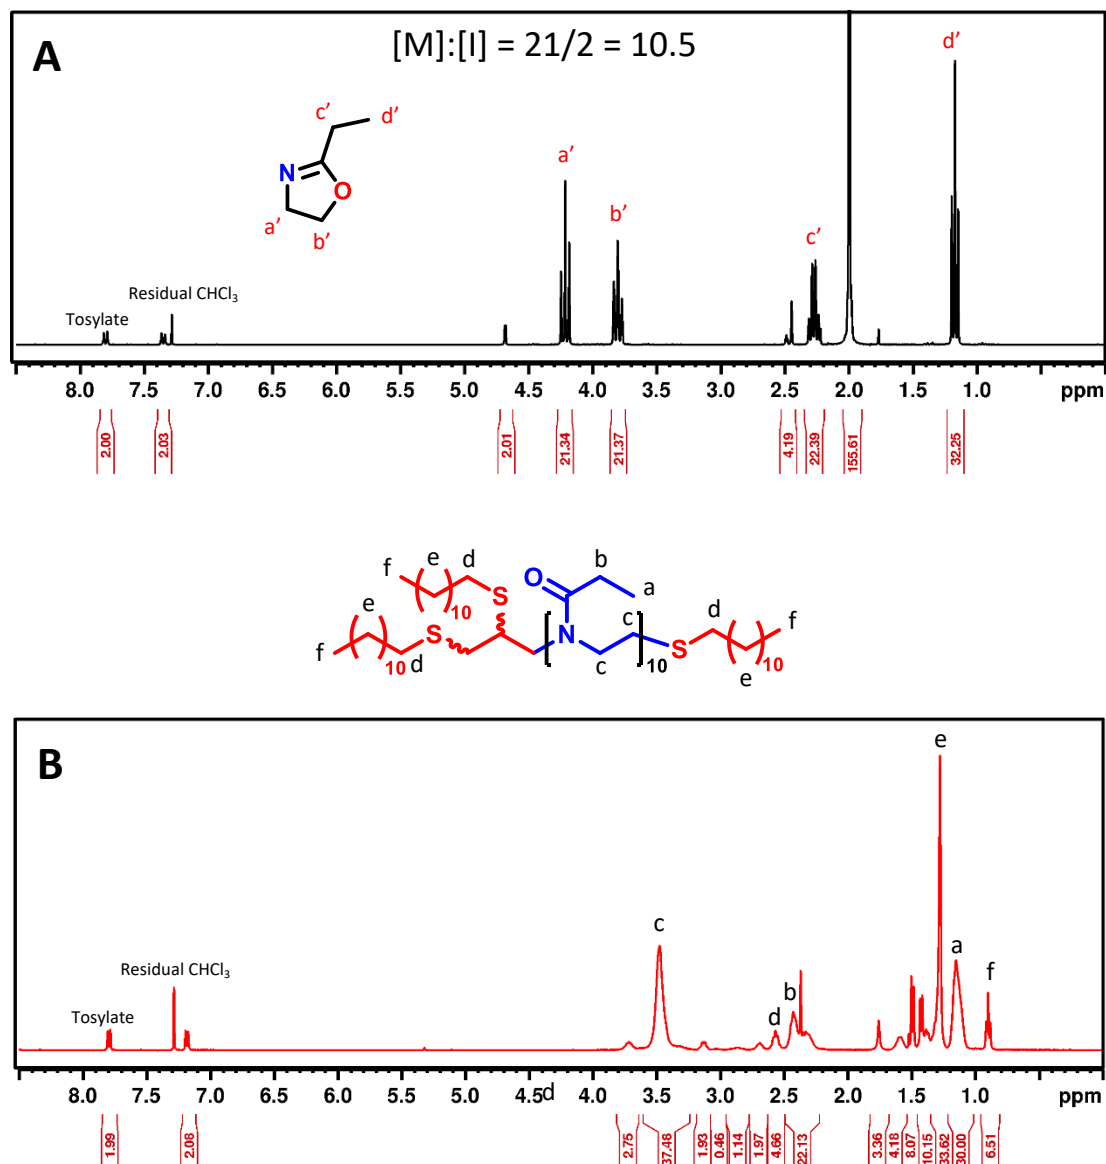 A
[M]:[I] = 21/2 = 10.5
c’
d’
N
O
a’
b’
a’
b’
c’
d’
Residual CHCl3
Tosylate
8.0 7.5 7.0 6.5 6.0 5.5 5.0 4.5 4.0 3.5 3.0 2.5 2.0 1.5 1.0 ppm
2.00 2.03 2.01 21.34 21.37 4.19 22.39 155.61 32.25
f e d O b
10 S a
e c d f
f S N S
10 d c 10 10
e
B
e
c
a
f
b
d
Residual CHCl3
Tosylate
8.0 7.5 7.0 6.5 6.0 5.5 5.0 4.5 4.0 3.5 3.0 2.5 2.0 1.5 1.0 ppm
d
1.99 2.08 2.75 37.48 1.93 0.46 1.14 1.97 4.66 22.13 3.36 4.18 8.07 10.15 33.62 30.00 6.51